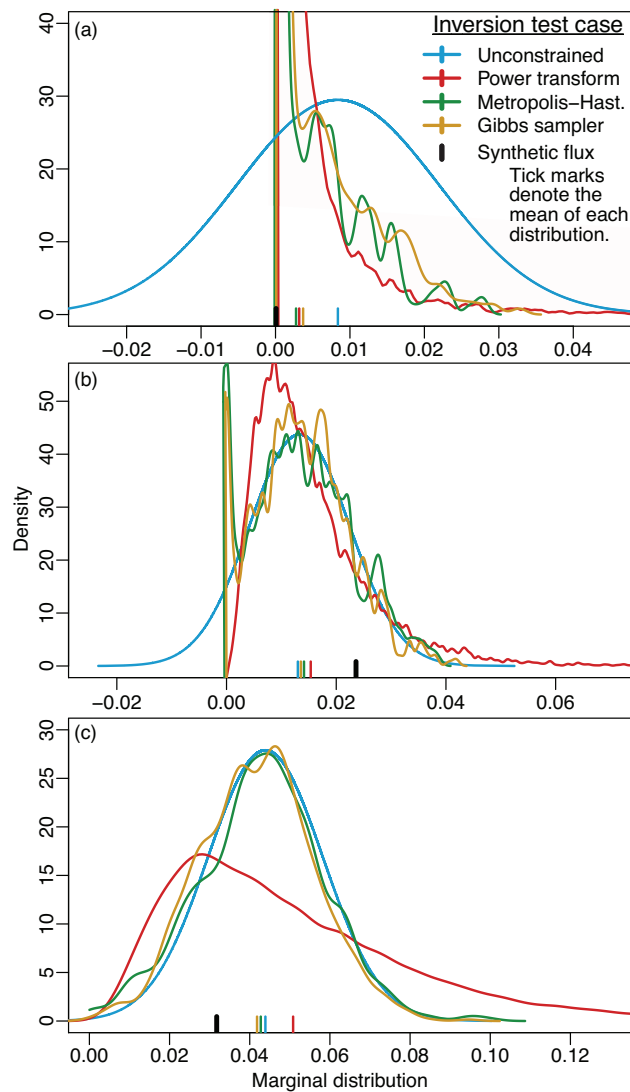 (a)
Inversion test case
Unconstrained
Power transform
Metropolis−Hast.
Gibbs sampler
Synthetic flux
Tick marks
denote the
mean of each
distribution.
40
30
20
10
0
−0.02 −0.01 0.00 0.01 0.02 0.03 0.04
(b)
50
40
30
20
10
0
Density
−0.02 0.00 0.02 0.04 0.06
(c)
30
25
20
15
10
5
0
0.00 0.02 0.04 0.06 0.08 0.10 0.12
Marginal distribution